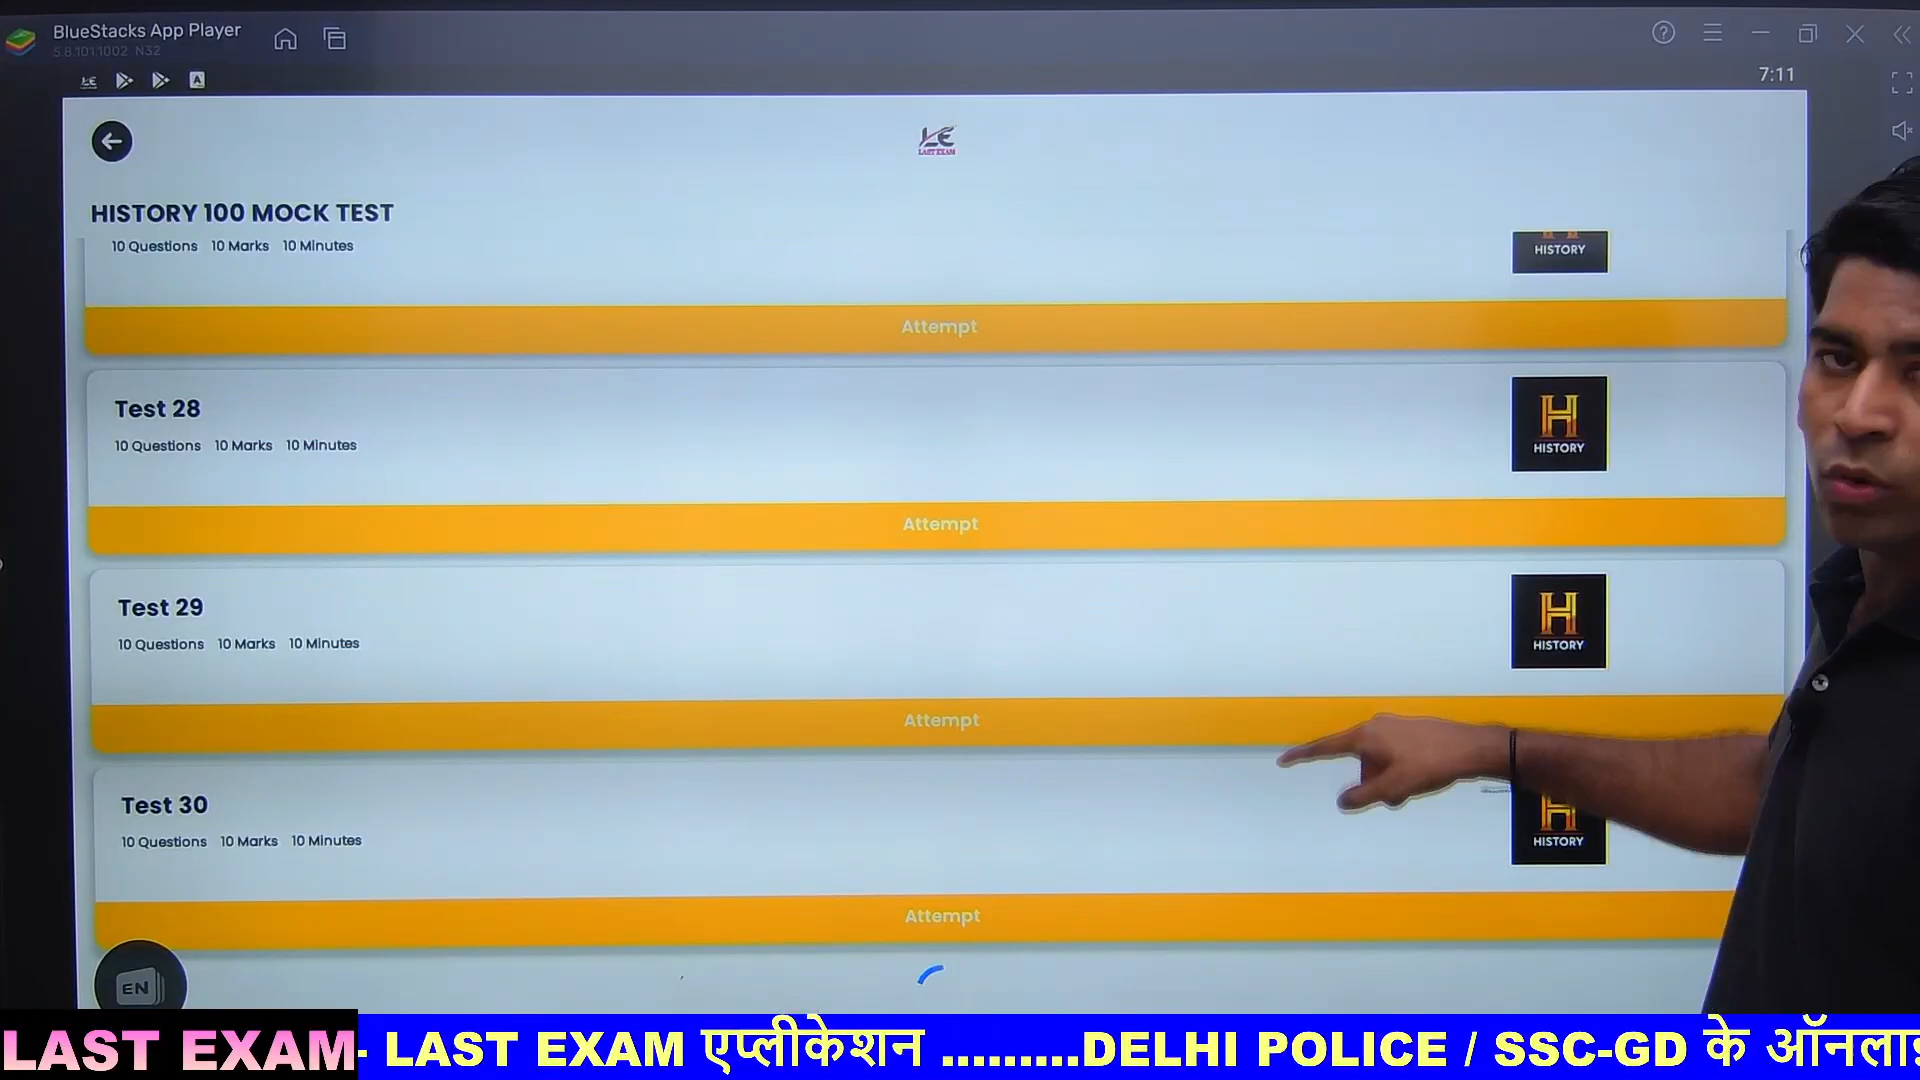 BlueStacks App Player
5.8.101.1002 N32
7:11
LE
LAST EXAM
HISTORY 100 MOCK TEST
10 Questions 10 Marks 10 Minutes
HISTORY
Attempt
Test 28
10 Questions 10 Marks 10 Minutes
H
HISTORY
Attempt
Test 29
10 Questions 10 Marks 10 Minutes
H
HISTORY
Attempt
Test 30
10 Questions 10 Marks 10 Minutes
H
HISTORY
Attempt
EN
LAST EXAM - LAST EXAM एप्लीकेशन .........DELHI POLICE / SSC-GD के